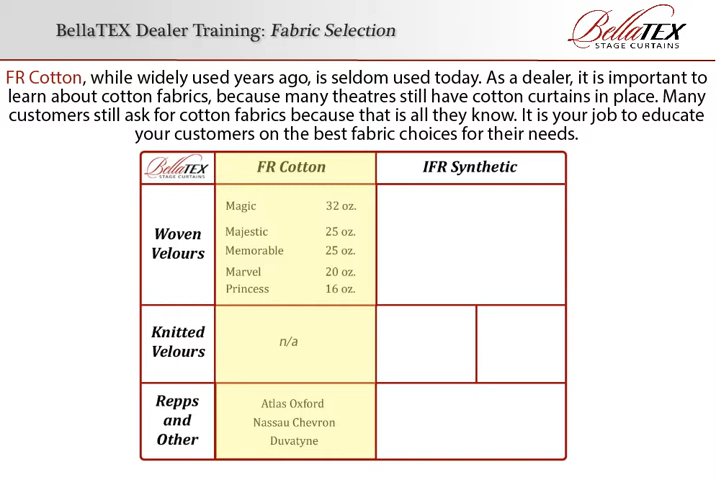 BellaTEX Dealer Training: Fabric Selection
BellaTEX
STAGE CURTAINS
FR Cotton, while widely used years ago, is seldom used today. As a dealer, it is important to
learn about cotton fabrics, because many theatres still have cotton curtains in place. Many
customers still ask for cotton fabrics because that is all they know. It is your job to educate
your customers on the best fabric choices for their needs.
BellaTEX
STAGE CURTAINS
FR Cotton
IFR Synthetic
Woven
Velours
Magic 32 oz.
Majestic 25 oz.
Memorable 25 oz.
Marvel 20 oz.
Princess 16 oz.
Knitted
Velours
n/a
Repps
and
Other
Atlas Oxford
Nassau Chevron
Duvatyne